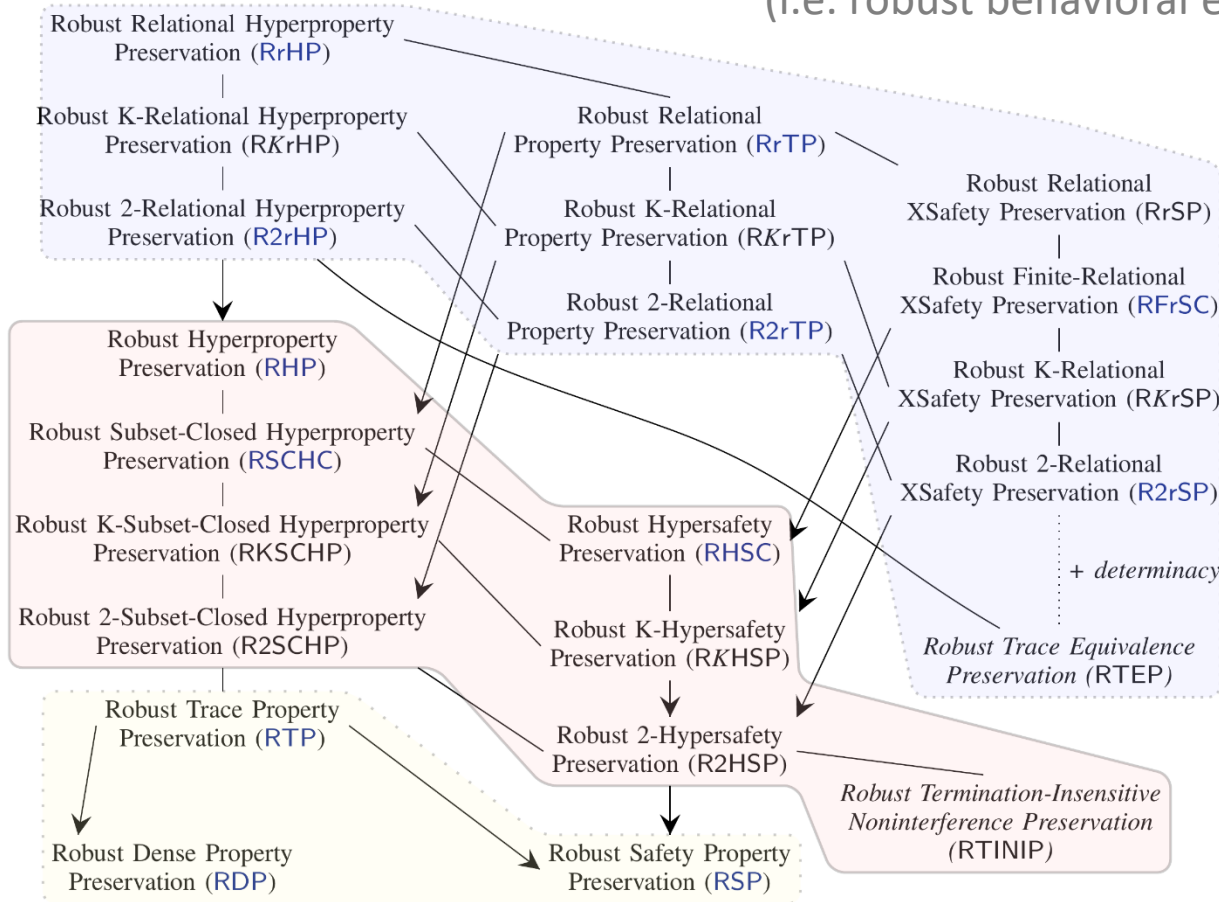 (i.e. robust behavioral e
Robust Relational Hyperproperty
Preservation (RrHP)
Robust K-Relational Hyperproperty
Preservation (RKrHP)
Robust 2-Relational Hyperproperty
Preservation (R2rHP)
Robust Relational
Property Preservation (RrTP)
Robust K-Relational
Property Preservation (RKrTP)
Robust 2-Relational
Property Preservation (R2rTP)
Robust Relational
XSafety Preservation (RrSP)
Robust Finite-Relational
XSafety Preservation (RFrSC)
Robust K-Relational
XSafety Preservation (RKrSP)
Robust 2-Relational
XSafety Preservation (R2rSP)
+ determinacy
Robust Trace Equivalence
Preservation (RTEP)
Robust Hyperproperty
Preservation (RHP)
Robust Subset-Closed Hyperproperty
Preservation (RSCHC)
Robust K-Subset-Closed Hyperproperty
Preservation (RKSCHP)
Robust 2-Subset-Closed Hyperproperty
Preservation (R2SCHP)
Robust Hypersafety
Preservation (RHSC)
Robust K-Hypersafety
Preservation (RKHSP)
Robust 2-Hypersafety
Preservation (R2HSP)
Robust Termination-Insensitive
Noninterference Preservation
(RTINIP)
Robust Trace Property
Preservation (RTP)
Robust Dense Property
Preservation (RDP)
Robust Safety Property
Preservation (RSP)